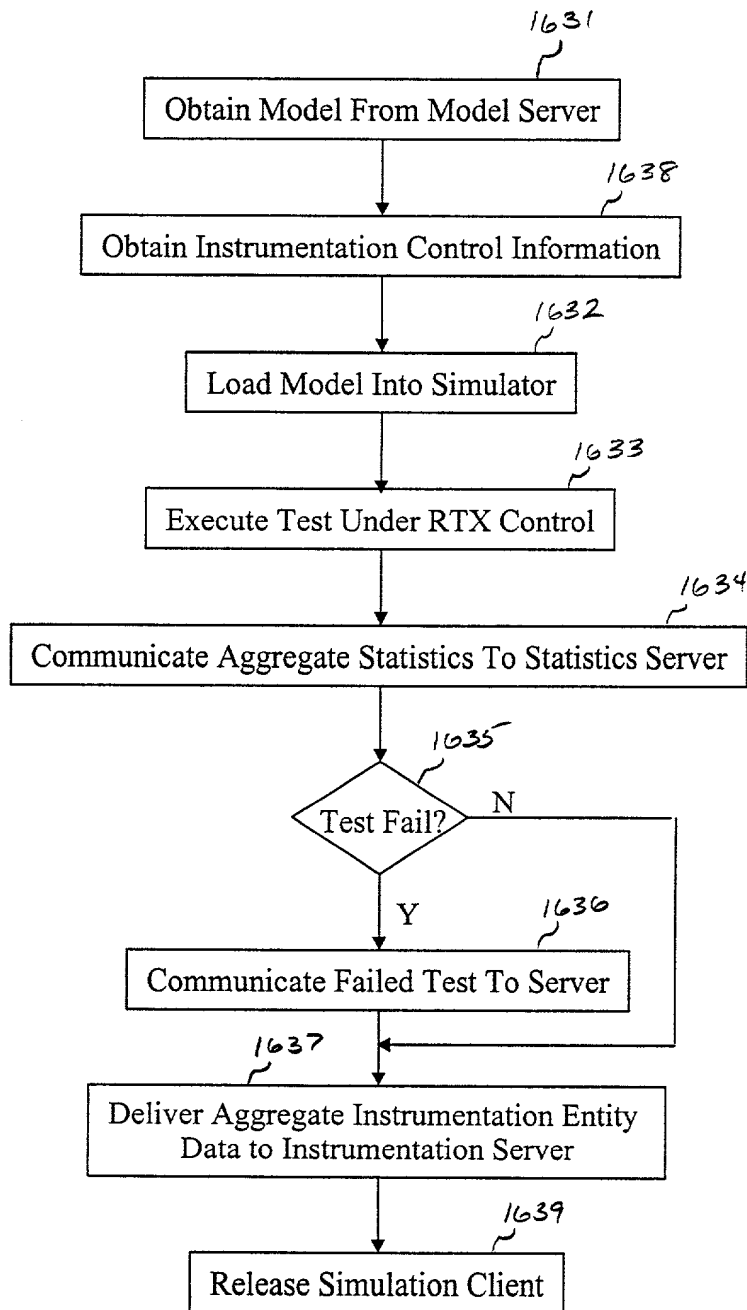 1631
Obtain Model From Model Server
1638
Obtain Instrumentation Control Information
1632
Load Model Into Simulator
1633
Execute Test Under RTX Control
1634
Communicate Aggregate Statistics To Statistics Server
1635
Test Fail?
N
Y
1636
Communicate Failed Test To Server
1637
Deliver Aggregate Instrumentation Entity
Data to Instrumentation Server
1639
Release Simulation Client